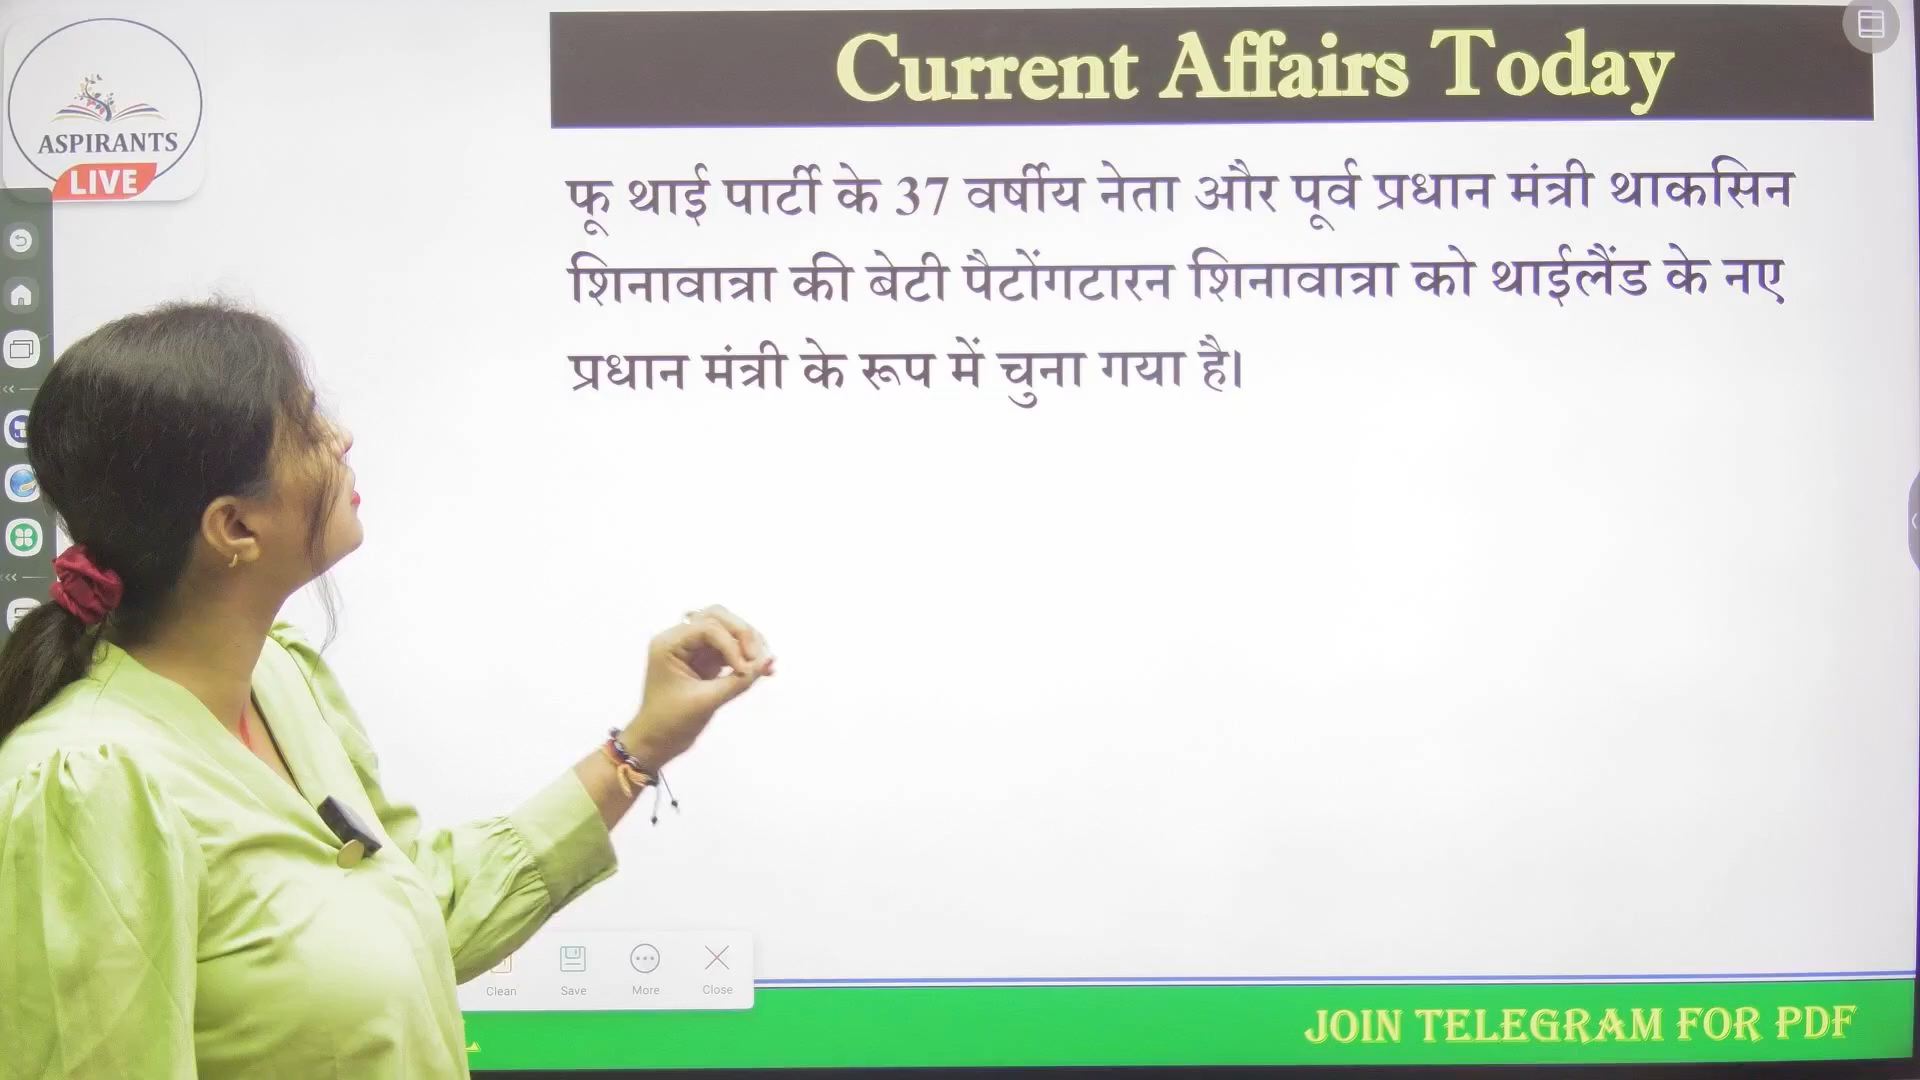 Current Affairs Today
ASPIRANTS
LIVE
फू थाई पार्टी के 37 वर्षीय नेता और पूर्व प्रधान मंत्री थाकसिन
शिनावात्रा की बेटी पैटोंगटारन शिनावात्रा को थाईलैंड के नए
प्रधान मंत्री के रूप में चुना गया है।
Clean Save More Close
JOIN TELEGRAM FOR PDF